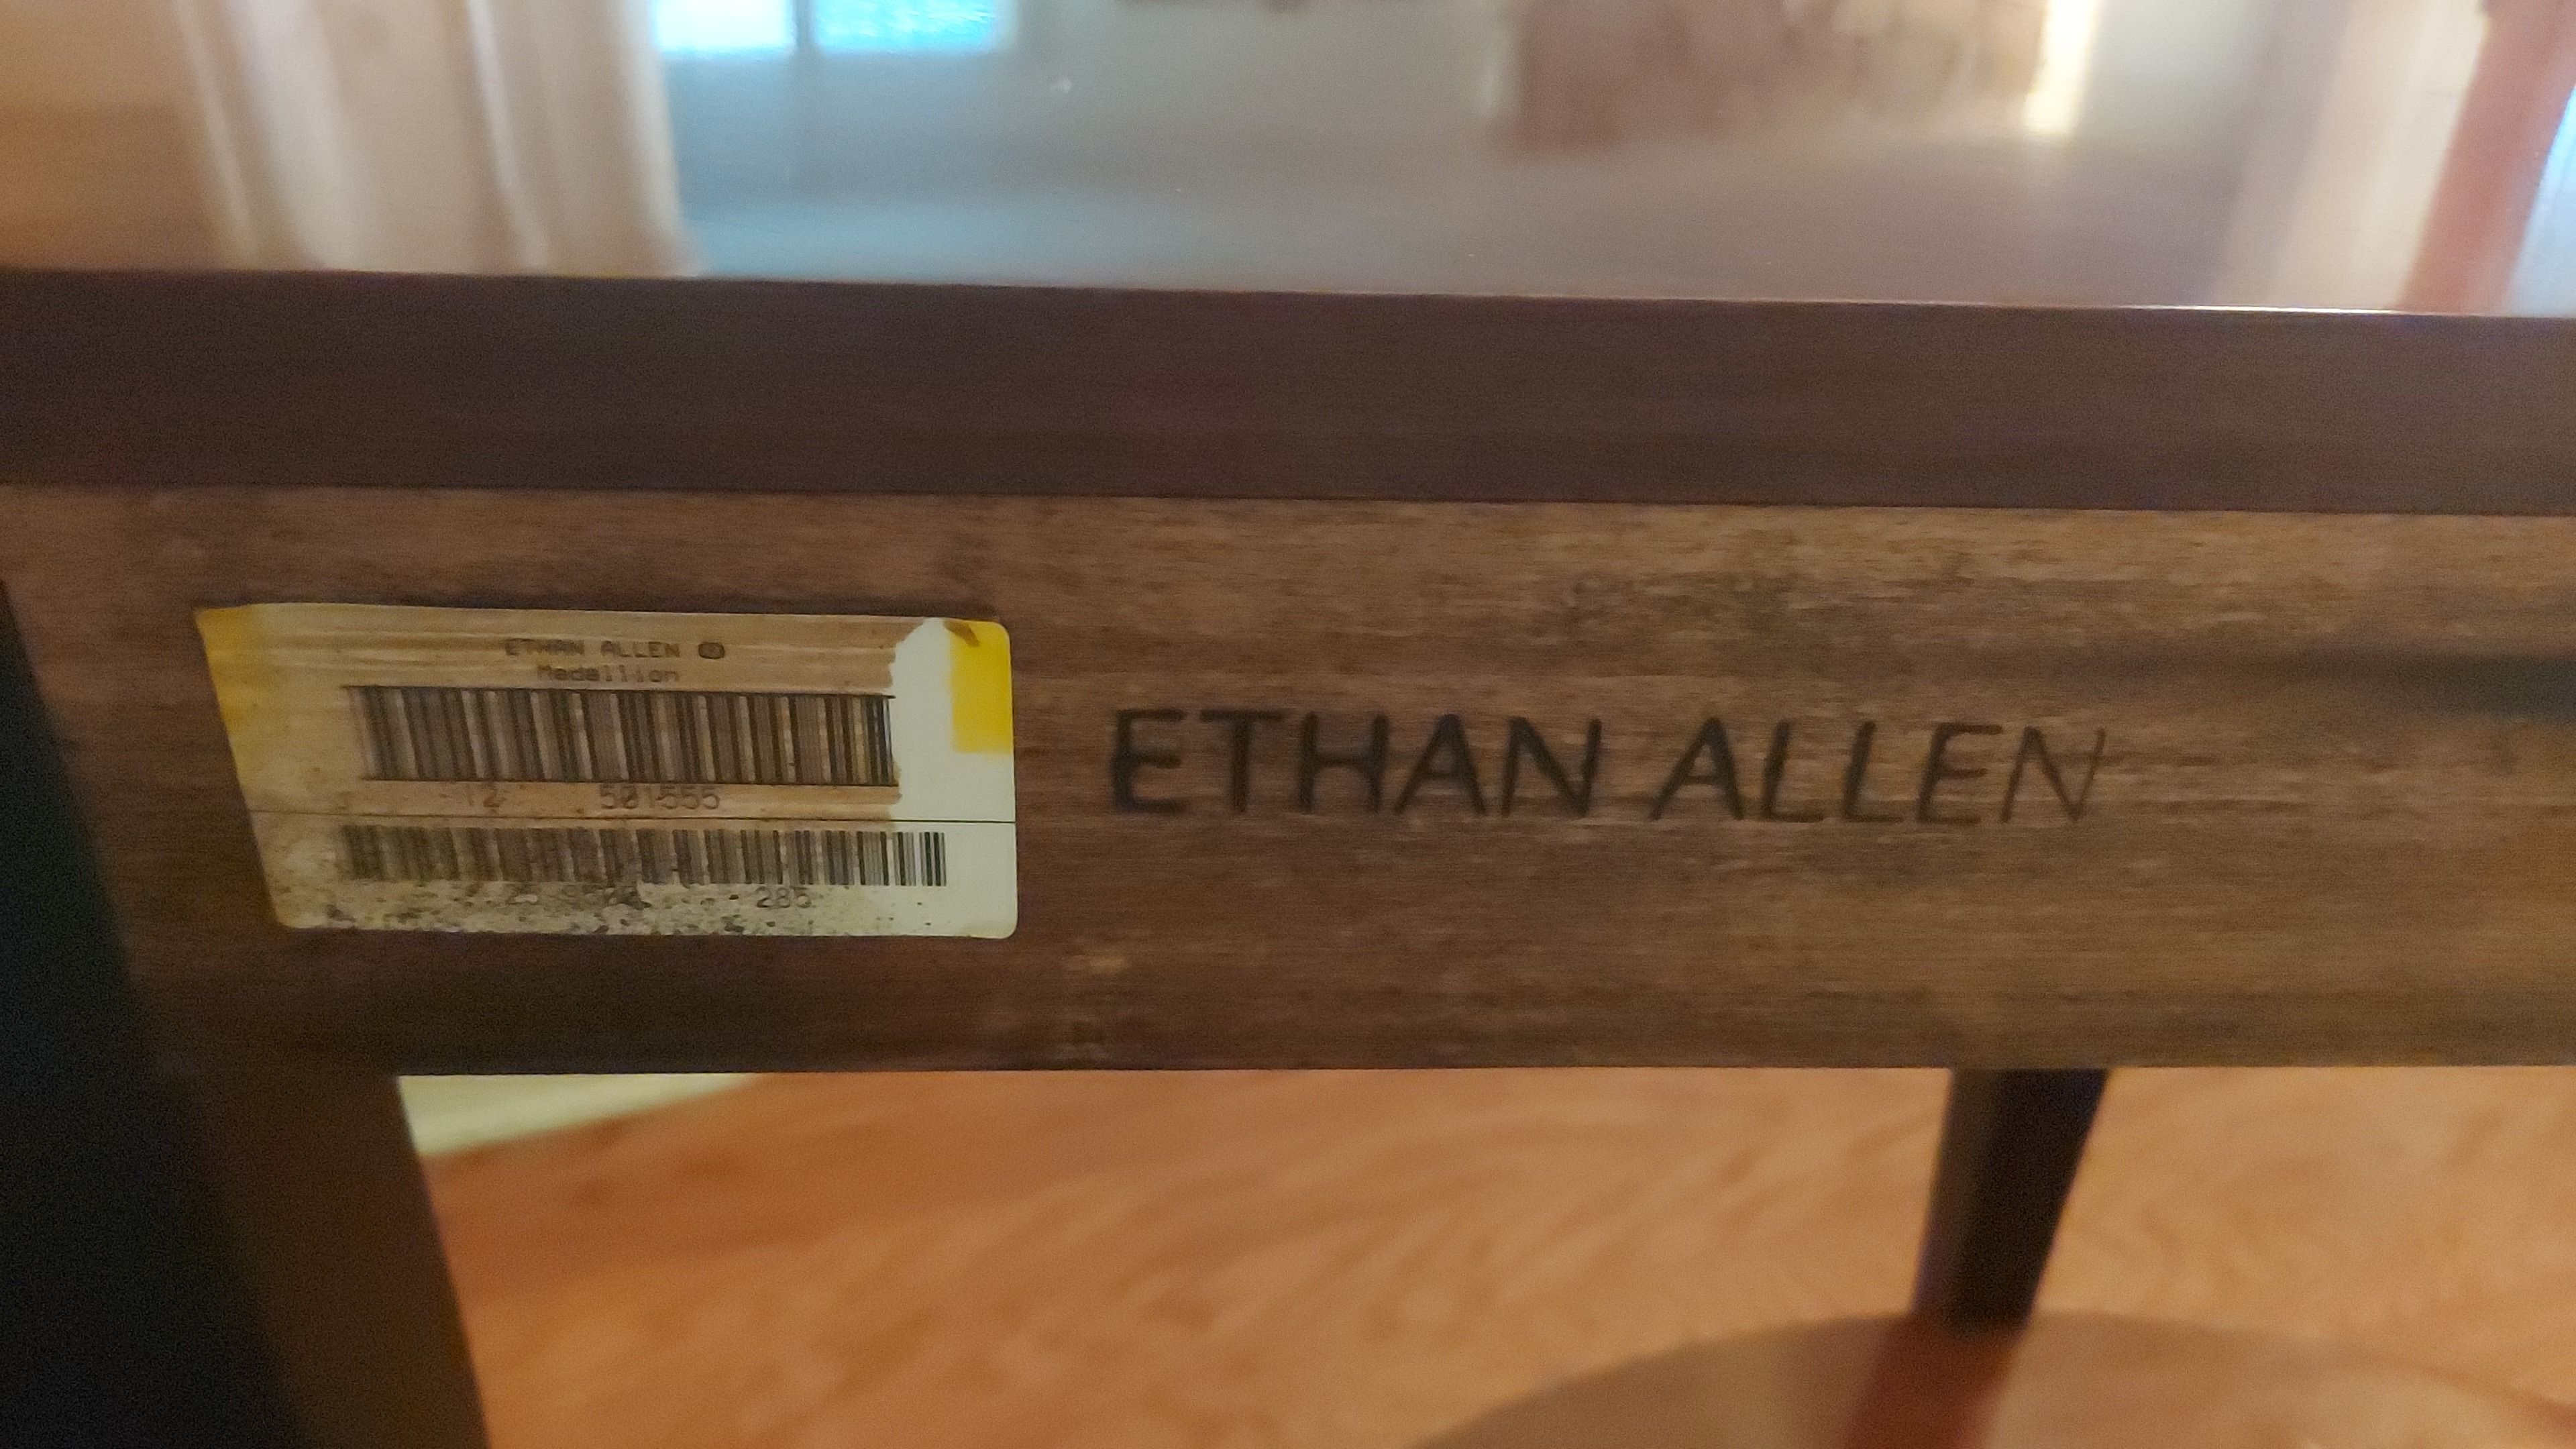 ETHAN ALLEN
Medallion
12 501555
285
ETHAN ALLEN